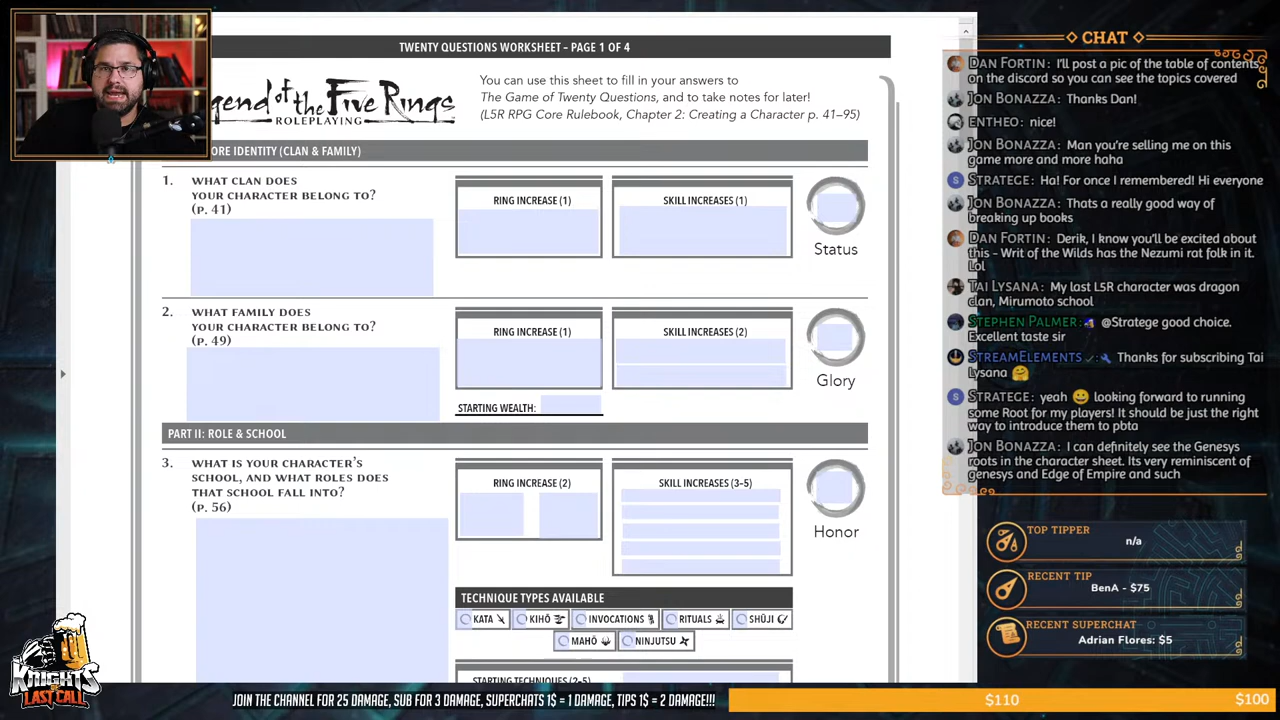 TWENTY QUESTIONS WORKSHEET – PAGE 1 OF 4
gend of the Five Rings
ROLEPLAYING
You can use this sheet to fill in your answers to
The Game of Twenty Questions, and to take notes for later!
(L5R RPG Core Rulebook, Chapter 2: Creating a Character p. 41–95)
ORE IDENTITY (CLAN & FAMILY)
1. WHAT CLAN DOES
YOUR CHARACTER BELONG TO?
(P. 41)
RING INCREASE (1)
SKILL INCREASES (1)
Status
2. WHAT FAMILY DOES
YOUR CHARACTER BELONG TO?
(P. 49)
RING INCREASE (1)
SKILL INCREASES (2)
Glory
STARTING WEALTH:
PART II: ROLE & SCHOOL
3. WHAT IS YOUR CHARACTER'S
SCHOOL, AND WHAT ROLES DOES
THAT SCHOOL FALL INTO?
(P. 56)
RING INCREASE (2)
SKILL INCREASES (3–5)
Honor
TECHNIQUE TYPES AVAILABLE
KATA KIHŌ INVOCATIONS RITUALS SHŪJI
MAHŌ NINJUTSU
STARTING TECHNIQUES (2–5)
CHAT
DAN FORTIN: I'll post a pic of the table of contents
on the discord so you can see the topics covered
JON BONAZZA: Thanks Dan!
ENTHEO: nice!
JON BONAZZA: Man you're selling me on this
game more and more haha
STRATEGE: Ha! For once I remembered! Hi everyone
JON BONAZZA: Thats a really good way of
breaking up books
DAN FORTIN: Derik, I know you'll be excited about
this - Writ of the Wilds has the Nezumi rat folk in it.
Lol
TAI LYSANA: My last L5R character was dragon
clan, Mirumoto school
STEPHEN PALMER: @Stratege good choice.
Excellent taste sir
STREAMELEMENTS: Thanks for subscribing Tai
Lysana
STRATEGE: yeah looking forward to running
some Root for my players! It should be just the right
way to introduce them to pbta
JON BONAZZA: I can definitely see the Genesys
roots in the character sheet. Its very reminiscent of
genesys and Edge of Empire and such
TOP TIPPER
n/a
RECENT TIP
BenA - $75
RECENT SUPERCHAT
Adrian Flores: $5
KNIGHTS
LAST CALL
JOIN THE CHANNEL FOR 25 DAMAGE, SUB FOR 3 DAMAGE, SUPERCHATS 1$ = 1 DAMAGE, TIPS 1$ = 2 DAMAGE!!!
$110
$100